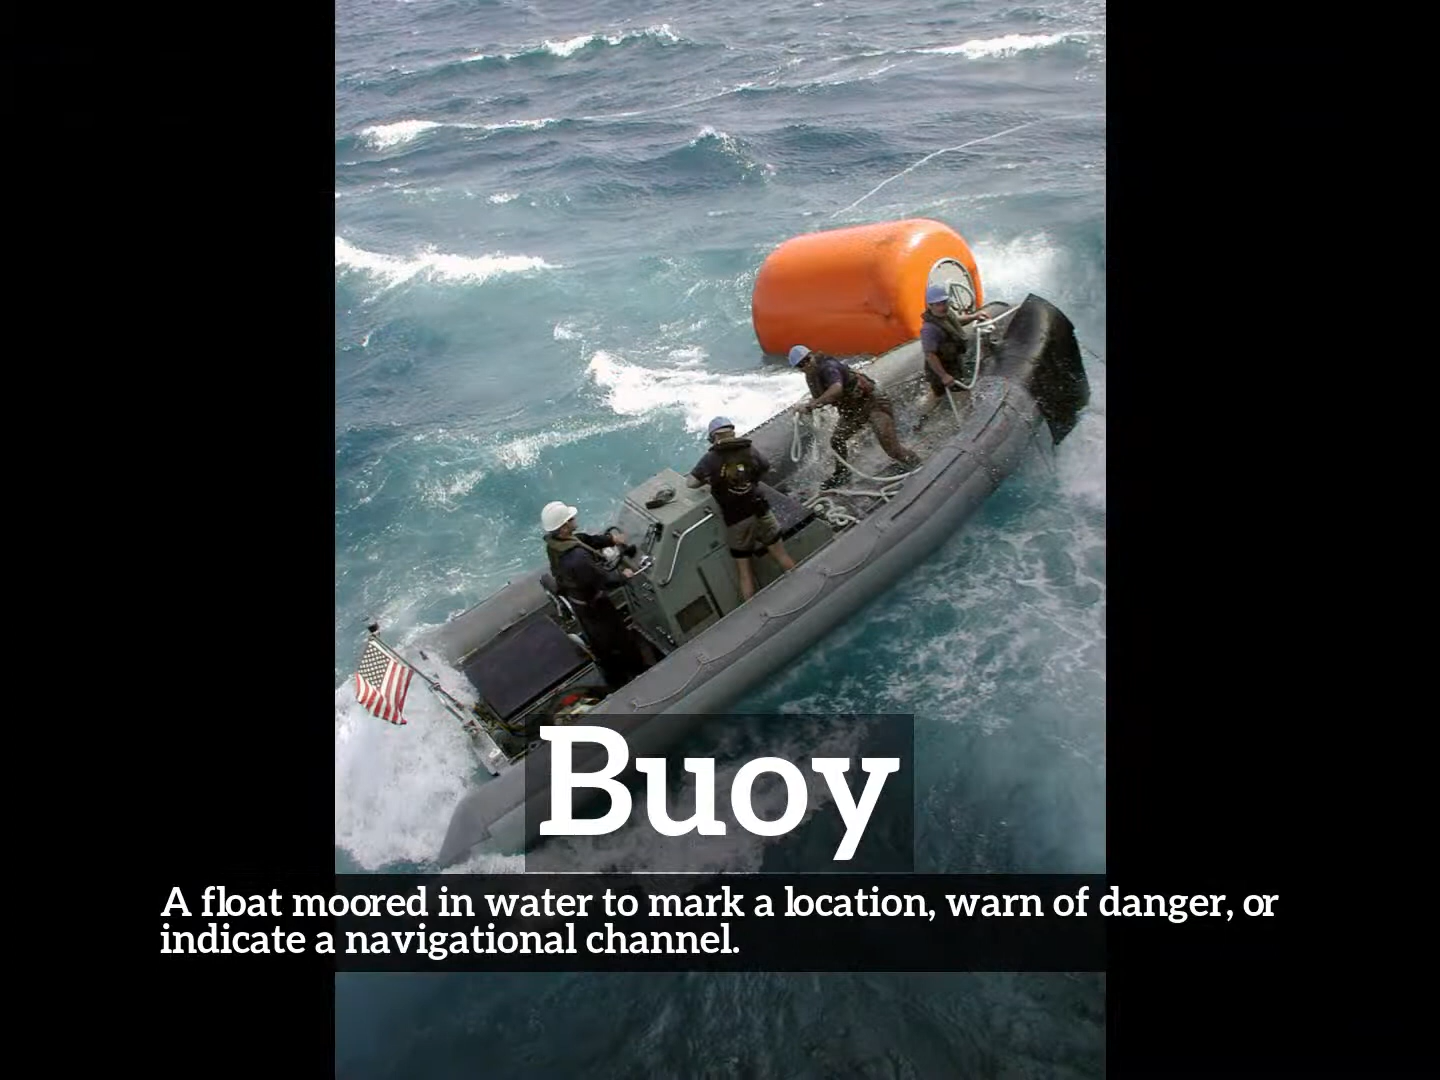 Buoy
A float moored in water to mark a location, warn of danger, or
indicate a navigational channel.